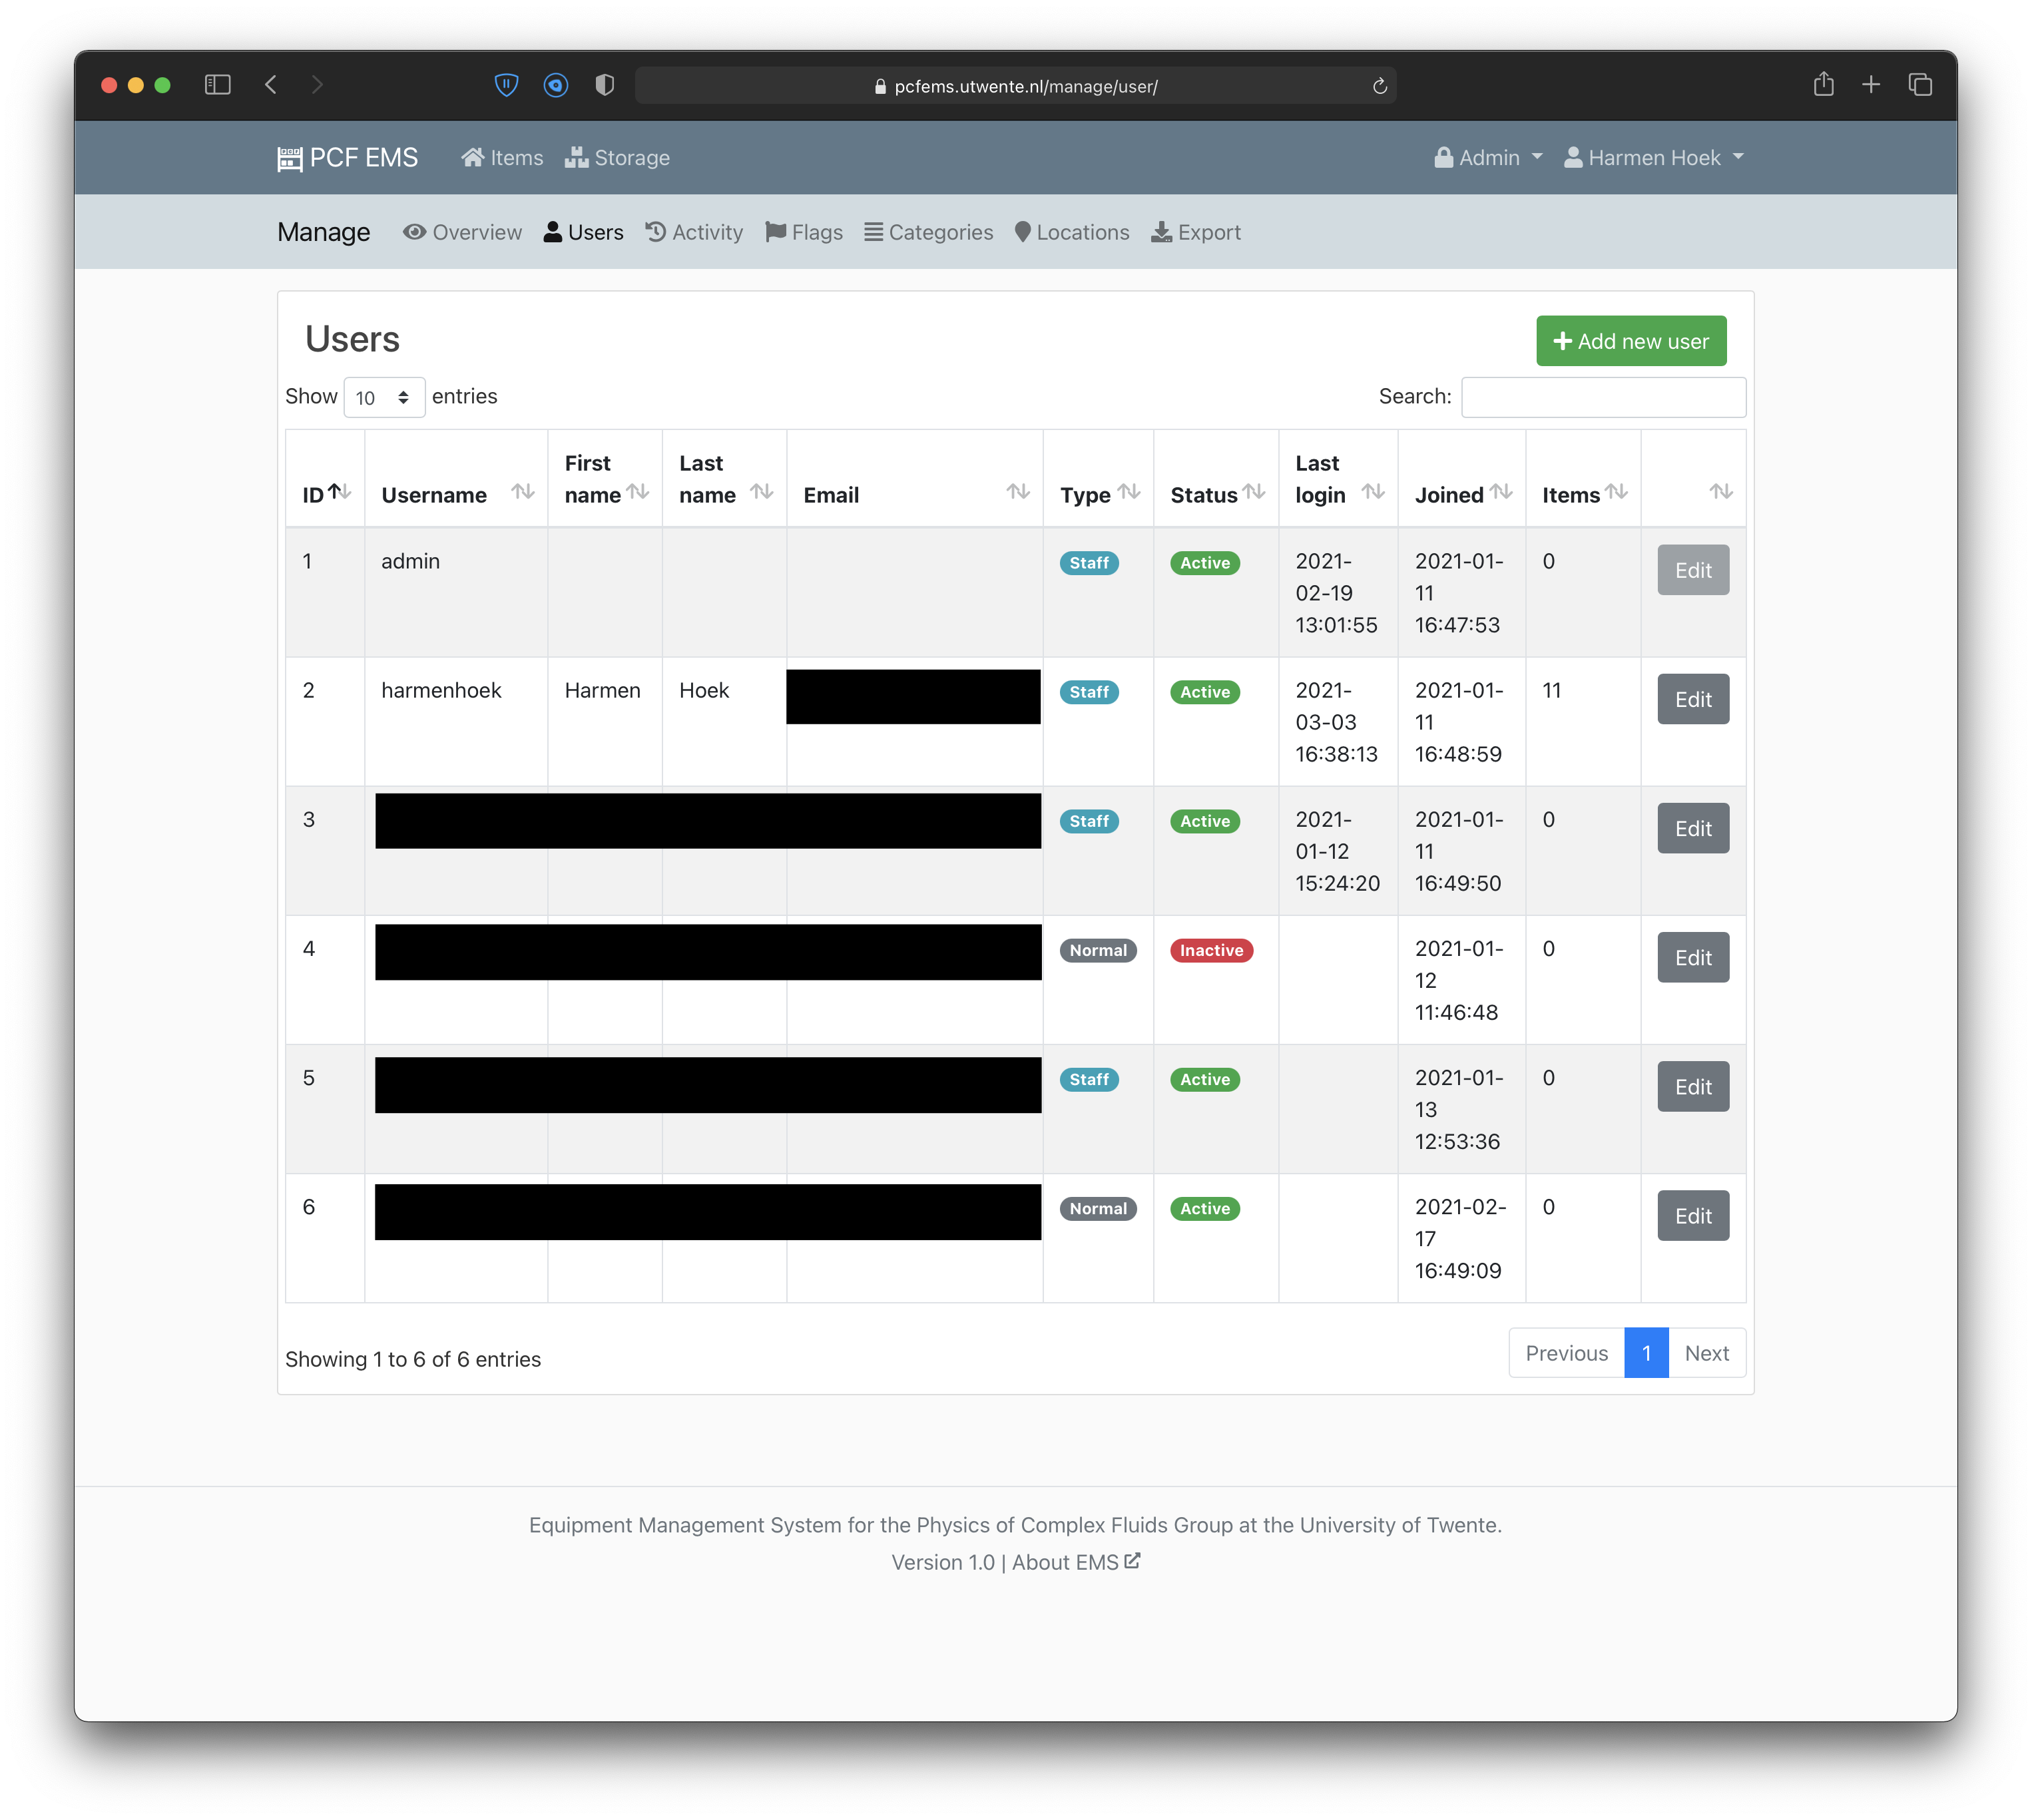 pcfems.utwente.nl/manage/user/
PCF EMS Items Storage Admin Harmen Hoek
Manage Overview Users Activity Flags Categories Locations Export
Users
Add new user
Show 10 entries Search:
ID Username First name Last name Email Type Status Last login Joined Items
1 admin Staff Active 2021-02-19 13:01:55 2021-01-11 16:47:53 0 Edit
2 harmenhoek Harmen Hoek Staff Active 2021-03-03 16:38:13 2021-01-11 16:48:59 11 Edit
3 Staff Active 2021-01-12 15:24:20 2021-01-11 16:49:50 0 Edit
4 Normal Inactive 2021-01-12 11:46:48 0 Edit
5 Staff Active 2021-01-13 12:53:36 0 Edit
6 Normal Active 2021-02-17 16:49:09 0 Edit
Showing 1 to 6 of 6 entries Previous 1 Next
Equipment Management System for the Physics of Complex Fluids Group at the University of Twente.
Version 1.0 | About EMS